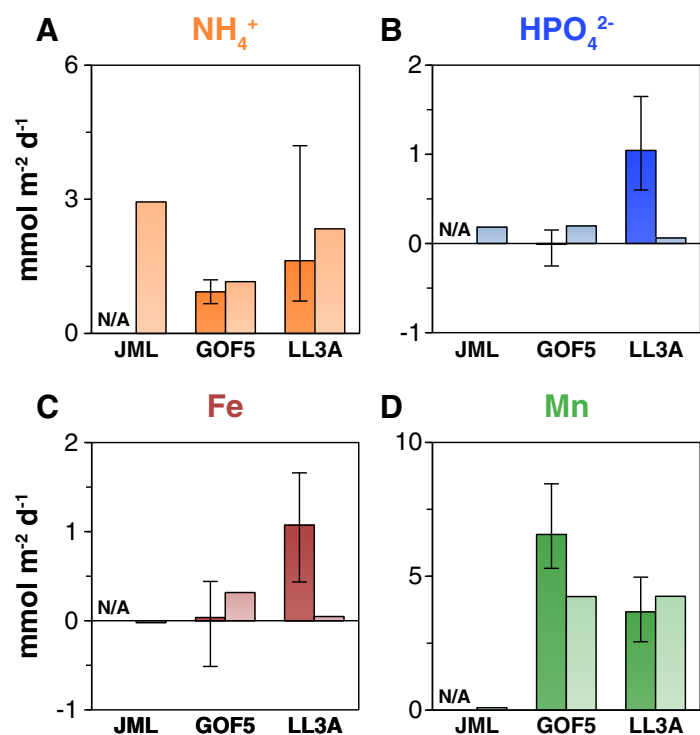 A NH₄⁺
B HPO₄²⁻
mmol m⁻² d⁻¹
6
3
0
N/A
JML GOF5 LL3A
2
1
0
-1
N/A
JML GOF5 LL3A
C Fe
D Mn
mmol m⁻² d⁻¹
2
1
0
-1
N/A
JML GOF5 LL3A
10
5
0
N/A
JML GOF5 LL3A